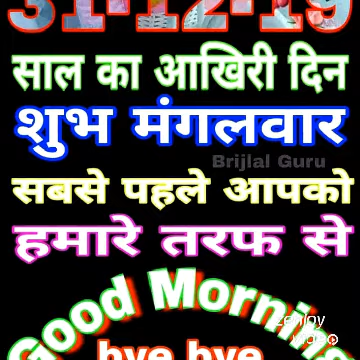 31-12-19
साल का आखिरी दिन
शुभ मंगलवार
Brijlal Guru
सबसे पहले आपको
हमारे तरफ से
Good Morning
bye bye